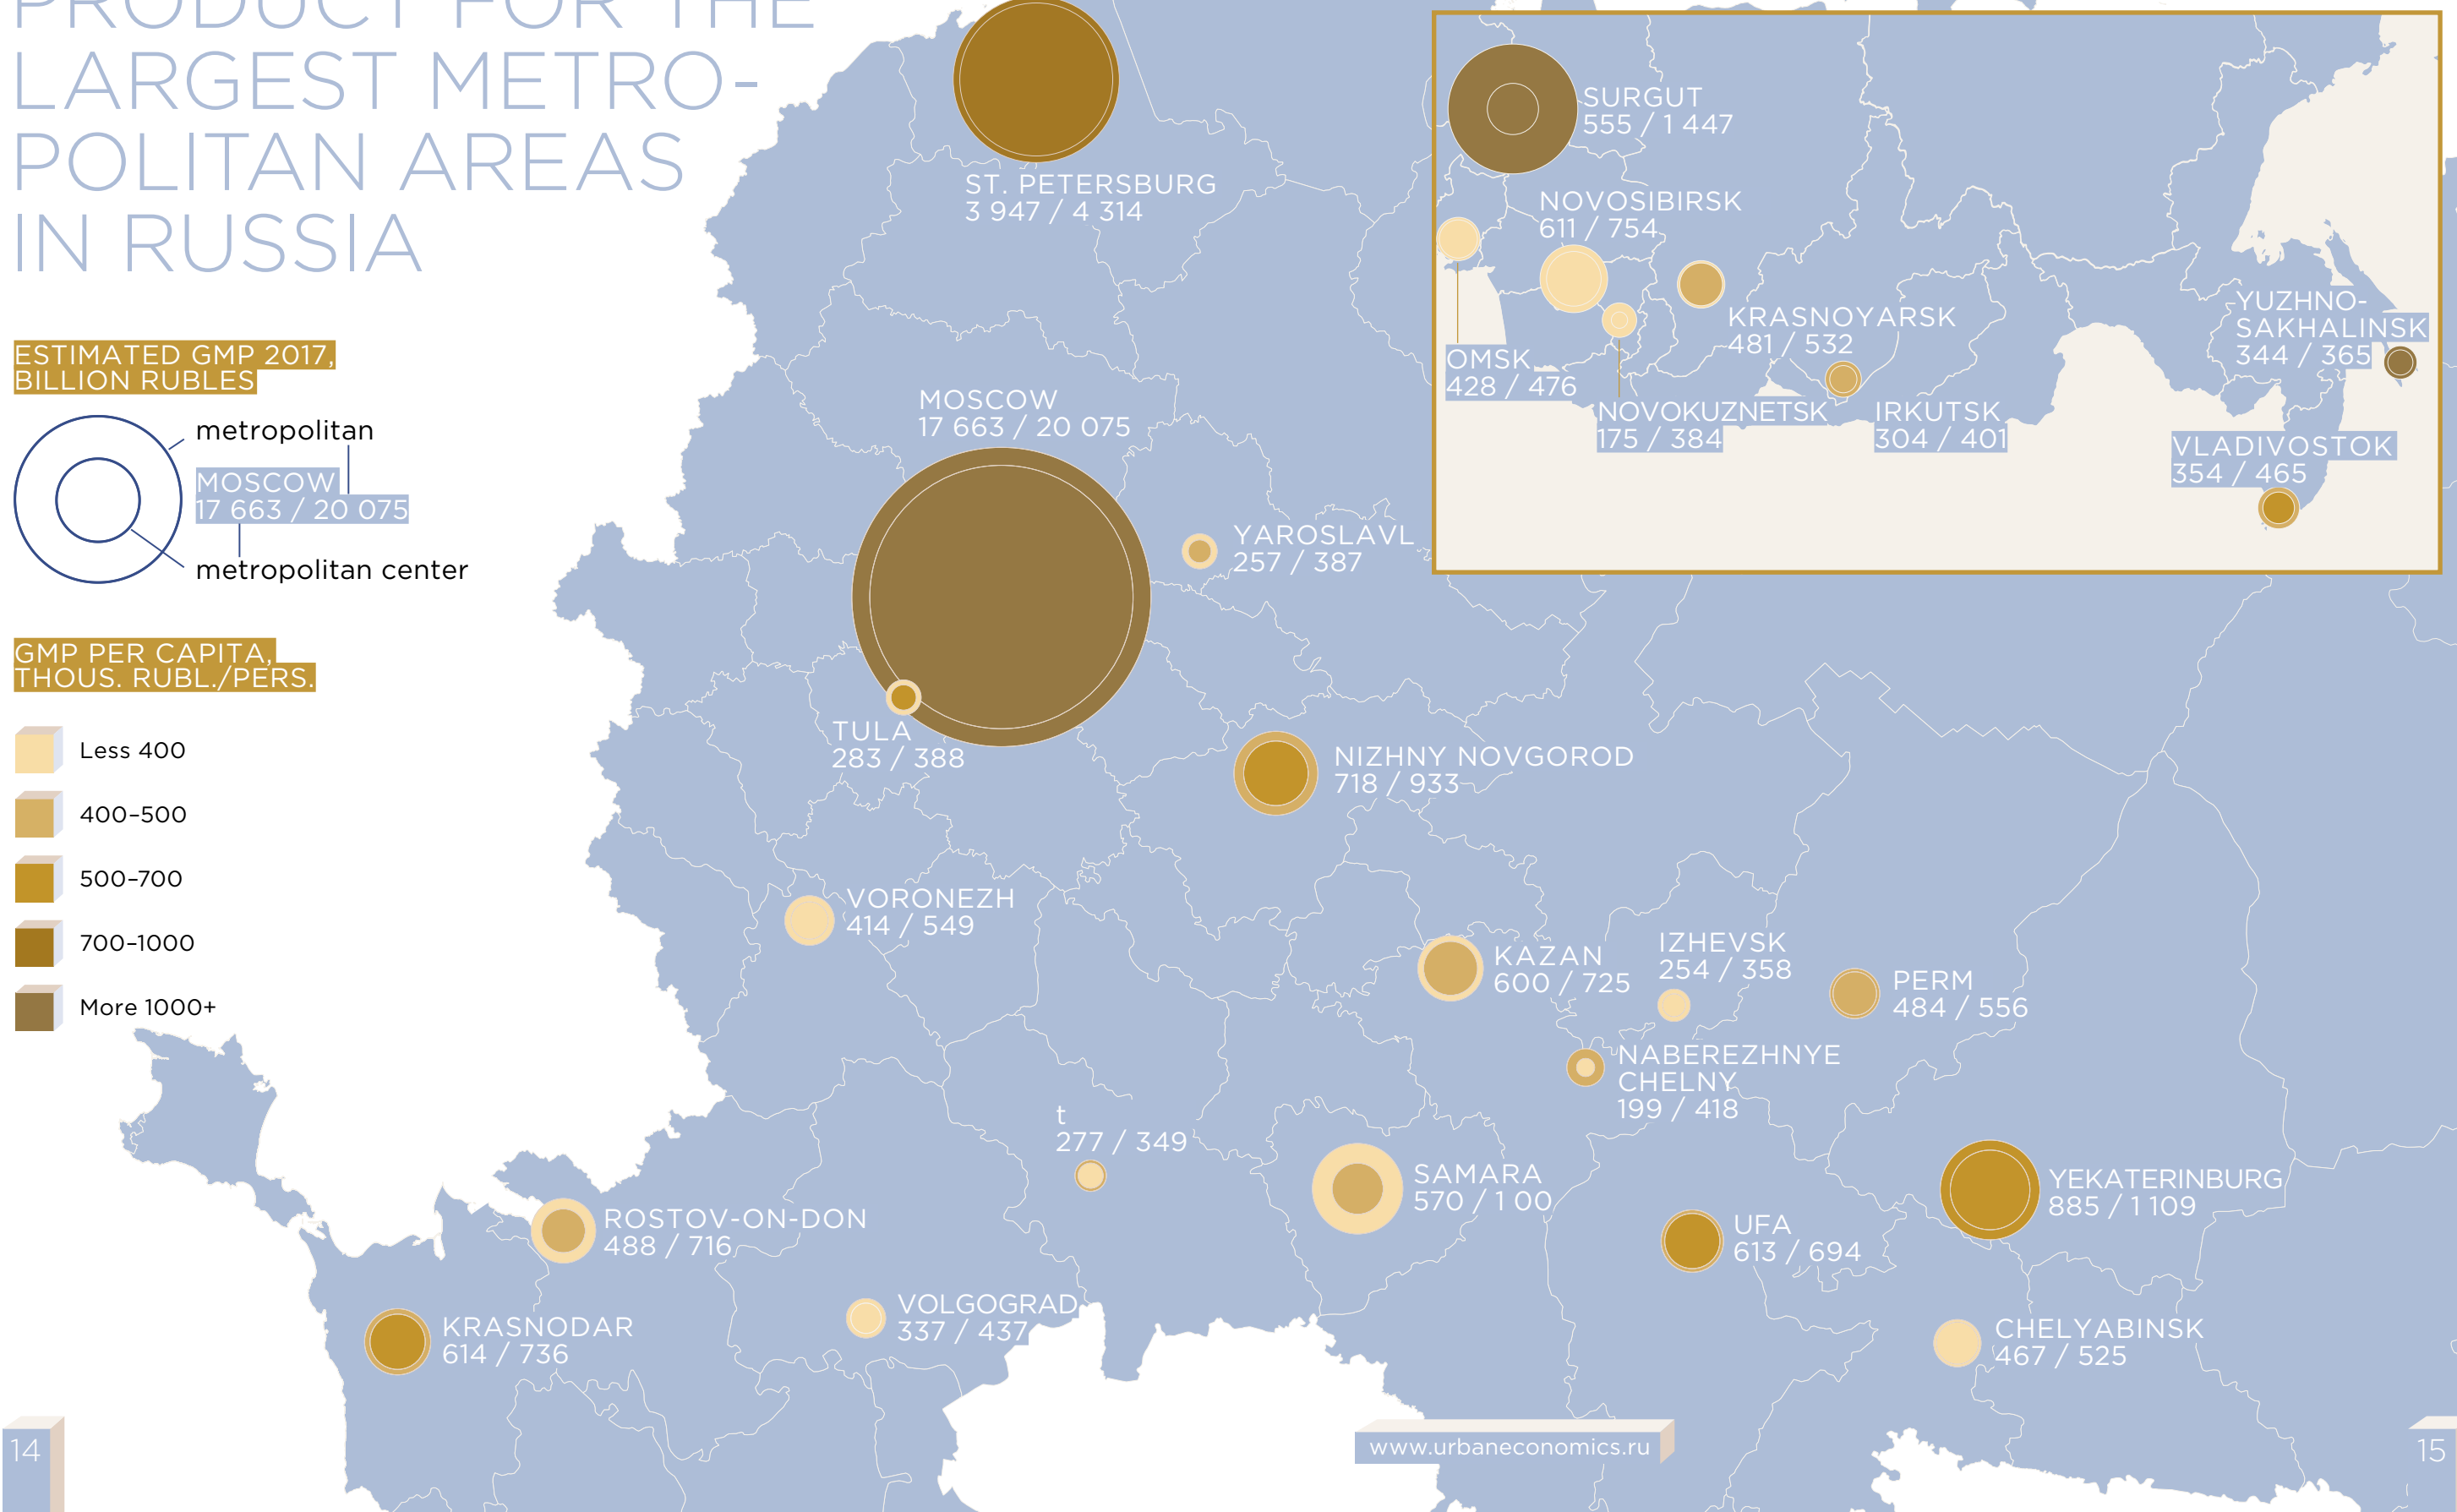 PRODUCT FOR THE
LARGEST METRO-
POLITAN AREAS
IN RUSSIA
ESTIMATED GMP 2017,
BILLION RUBLES
metropolitan
MOSCOW
17 663 / 20 075
metropolitan center
GMP PER CAPITA,
THOUS. RUBL./PERS.
Less 400
400–500
500–700
700–1000
More 1000+
ST. PETERSBURG
3 947 / 4 314
MOSCOW
17 663 / 20 075
YAROSLAVL
257 / 387
TULA
283 / 388
NIZHNY NOVGOROD
718 / 933
VORONEZH
414 / 549
KAZAN
600 / 725
IZHEVSK
254 / 358
PERM
484 / 556
NABEREZHNYE
CHELNY
199 / 418
t
277 / 349
SAMARA
570 / 1 00
YEKATERINBURG
885 / 1 109
UFA
613 / 694
ROSTOV-ON-DON
488 / 716
VOLGOGRAD
337 / 437
KRASNODAR
614 / 736
CHELYABINSK
467 / 525
SURGUT
555 / 1 447
NOVOSIBIRSK
611 / 754
KRASNOYARSK
481 / 532
OMSK
428 / 476
NOVOKUZNETSK
175 / 384
IRKUTSK
304 / 401
YUZHNO-
SAKHALINSK
344 / 365
VLADIVOSTOK
354 / 465
14
www.urbaneconomics.ru
15